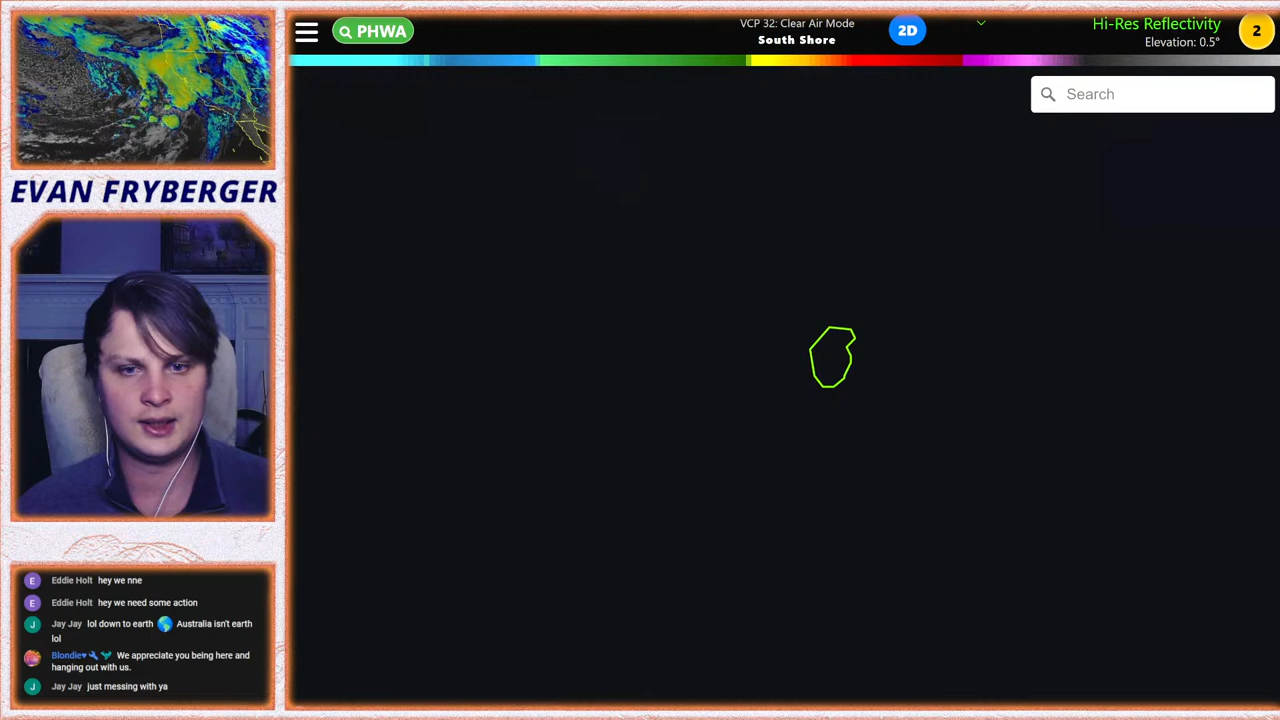 PHWA
VCP 32: Clear Air Mode
South Shore
2D
Hi-Res Reflectivity
Elevation: 0.5°
2
Search
EVAN FRYBERGER
E Eddie Holt hey we nne
E Eddie Holt hey we need some action
J Jay Jay lol down to earth 🌎 Australia isn't earth
lol
Blondie♥ We appreciate you being here and
hanging out with us.
J Jay Jay just messing with ya